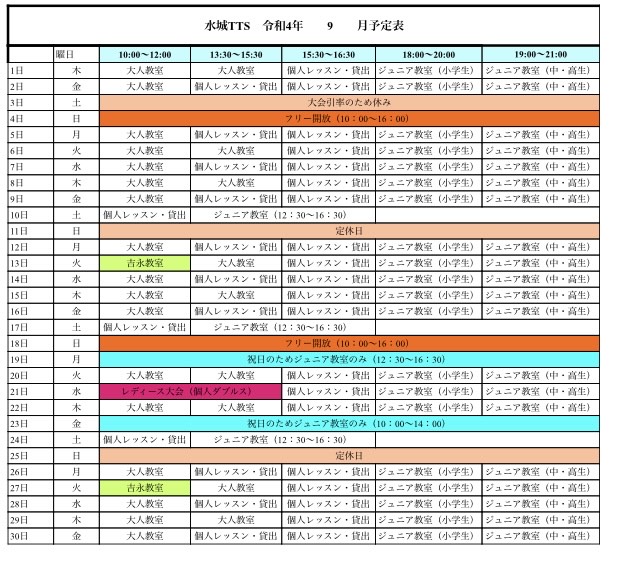 水城TTS　令和4年　9　月予定表
曜日 10:00〜12:00 13:30〜15:30 15:30〜16:30 18:00〜20:00 19:00〜21:00
1日 木 大人教室 大人教室 個人レッスン・貸出 ジュニア教室（小学生） ジュニア教室（中・高生）
2日 金 大人教室 個人レッスン・貸出 個人レッスン・貸出 ジュニア教室（小学生） ジュニア教室（中・高生）
3日 土 大会引率のため休み
4日 日 フリー開放（10：00〜16：00）
5日 月 大人教室 個人レッスン・貸出 個人レッスン・貸出 ジュニア教室（小学生） ジュニア教室（中・高生）
6日 火 大人教室 大人教室 個人レッスン・貸出 ジュニア教室（小学生） ジュニア教室（中・高生）
7日 水 大人教室 個人レッスン・貸出 個人レッスン・貸出 ジュニア教室（小学生） ジュニア教室（中・高生）
8日 木 大人教室 大人教室 個人レッスン・貸出 ジュニア教室（小学生） ジュニア教室（中・高生）
9日 金 大人教室 個人レッスン・貸出 個人レッスン・貸出 ジュニア教室（小学生） ジュニア教室（中・高生）
10日 土 個人レッスン・貸出 ジュニア教室（12：30〜16：30）
11日 日 定休日
12日 月 大人教室 個人レッスン・貸出 個人レッスン・貸出 ジュニア教室（小学生） ジュニア教室（中・高生）
13日 火 吉永教室 大人教室 個人レッスン・貸出 ジュニア教室（小学生） ジュニア教室（中・高生）
14日 水 大人教室 個人レッスン・貸出 個人レッスン・貸出 ジュニア教室（小学生） ジュニア教室（中・高生）
15日 木 大人教室 大人教室 個人レッスン・貸出 ジュニア教室（小学生） ジュニア教室（中・高生）
16日 金 大人教室 個人レッスン・貸出 個人レッスン・貸出 ジュニア教室（小学生） ジュニア教室（中・高生）
17日 土 個人レッスン・貸出 ジュニア教室（12：30〜16：30）
18日 日 フリー開放（10：00〜16：00）
19日 月 祝日のためジュニア教室のみ（12：30〜16：30）
20日 火 大人教室 大人教室 個人レッスン・貸出 ジュニア教室（小学生） ジュニア教室（中・高生）
21日 水 レディース大会（個人ダブルス） 個人レッスン・貸出 ジュニア教室（小学生） ジュニア教室（中・高生）
22日 木 大人教室 大人教室 個人レッスン・貸出 ジュニア教室（小学生） ジュニア教室（中・高生）
23日 金 祝日のためジュニア教室のみ（10：00〜14：00）
24日 土 個人レッスン・貸出 ジュニア教室（12：30〜16：30）
25日 日 定休日
26日 月 大人教室 個人レッスン・貸出 個人レッスン・貸出 ジュニア教室（小学生） ジュニア教室（中・高生）
27日 火 吉永教室 大人教室 個人レッスン・貸出 ジュニア教室（小学生） ジュニア教室（中・高生）
28日 水 大人教室 個人レッスン・貸出 個人レッスン・貸出 ジュニア教室（小学生） ジュニア教室（中・高生）
29日 木 大人教室 大人教室 個人レッスン・貸出 ジュニア教室（小学生） ジュニア教室（中・高生）
30日 金 大人教室 個人レッスン・貸出 個人レッスン・貸出 ジュニア教室（小学生） ジュニア教室（中・高生）